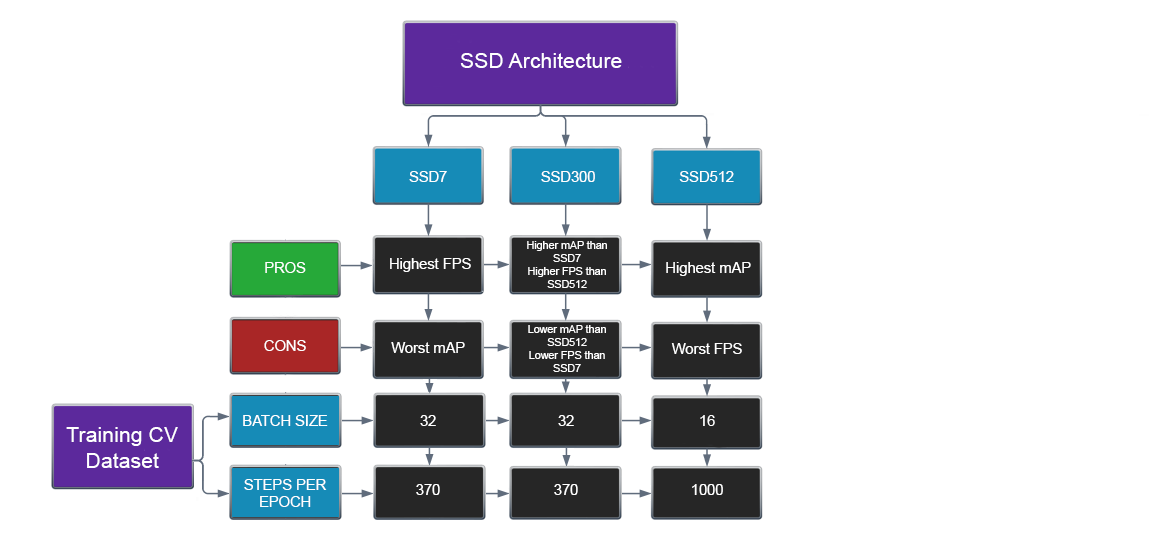 SSD Architecture
SSD7
SSD300
SSD512
PROS
Highest FPS
Higher mAP than
SSD7
Higher FPS than
SSD512
Highest mAP
CONS
Worst mAP
Lower mAP than
SSD512
Lower FPS than
SSD7
Worst FPS
Training CV
Dataset
BATCH SIZE
32
32
16
STEPS PER
EPOCH
370
370
1000